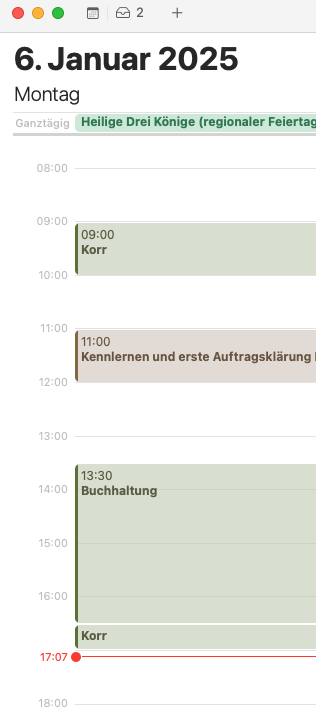 2
6. Januar 2025
Montag
Ganztägig Heilige Drei Könige (regionaler Feiertag
08:00
09:00
09:00
Korr
10:00
11:00
11:00
Kennlernen und erste Auftragsklärung
12:00
13:00
13:30
14:00
Buchhaltung
15:00
16:00
Korr
17:07
18:00